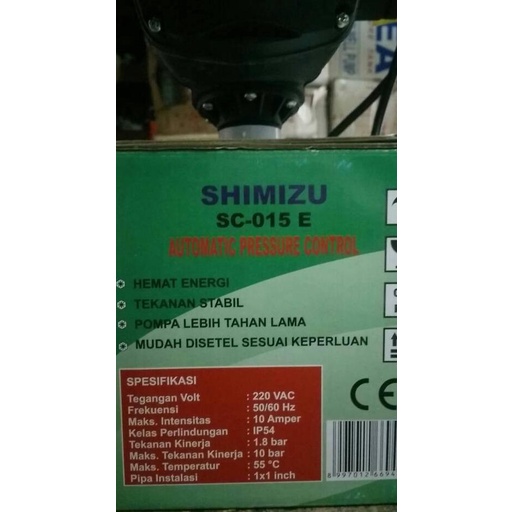 SHIMIZU
SC-015 E
AUTOMATIC PRESSURE CONTROL
HEMAT ENERGI
TEKANAN STABIL
POMPA LEBIH TAHAN LAMA
MUDAH DISETEL SESUAI KEPERLUAN
SPESIFIKASI
Tegangan Volt : 220 VAC
Frekuensi : 50/60 Hz
Maks. Intensitas : 10 Amper
Kelas Perlindungan : IP54
Tekanan Kinerja : 1.8 bar
Maks. Tekanan Kinerja : 10 bar
Maks. Temperatur : 55 °C
Pipa Instalasi : 1x1 inch
CE